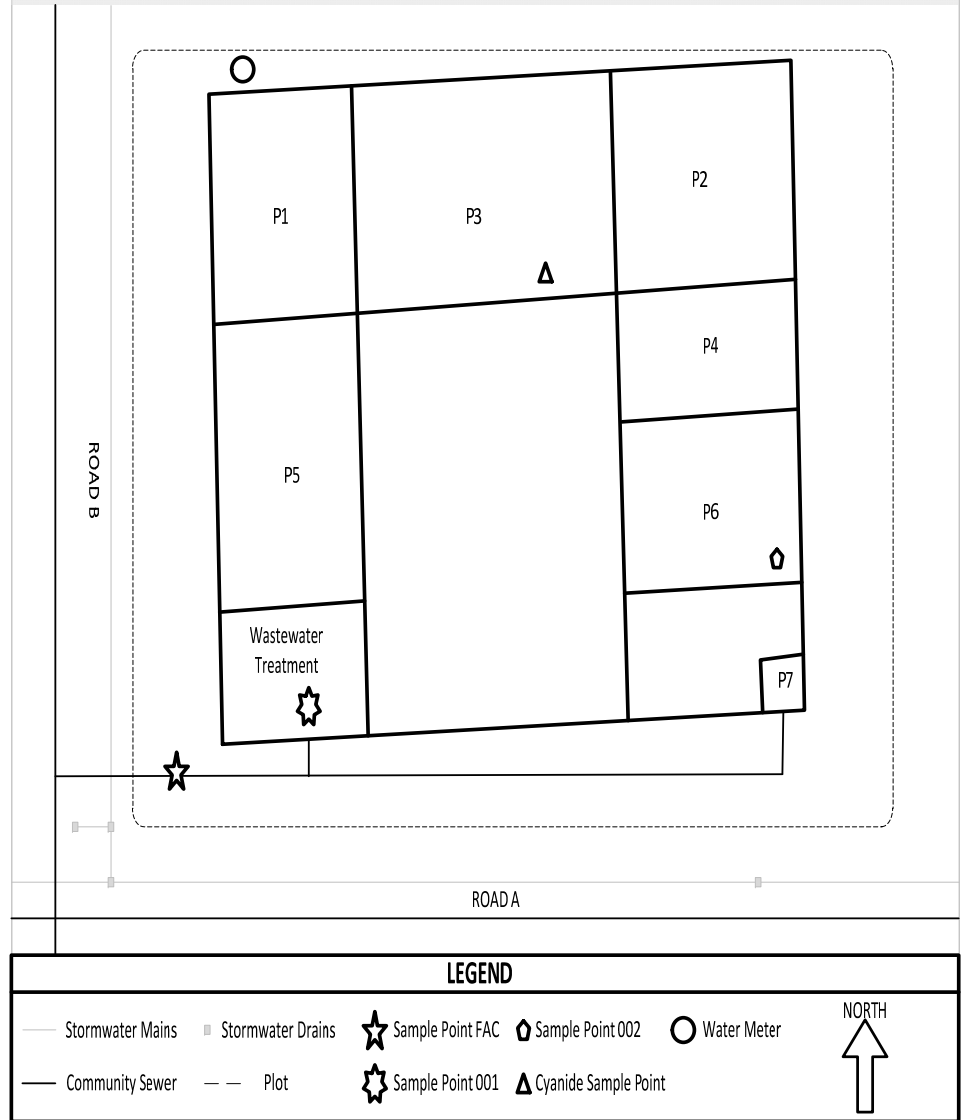 P1
P3
P2
P4
P5
P6
Wastewater
Treatment
P7
ROAD B
ROAD A
LEGEND
Stormwater Mains
Stormwater Drains
Sample Point FAC
Sample Point 002
Water Meter
NORTH
Community Sewer
Plot
Sample Point 001
Cyanide Sample Point